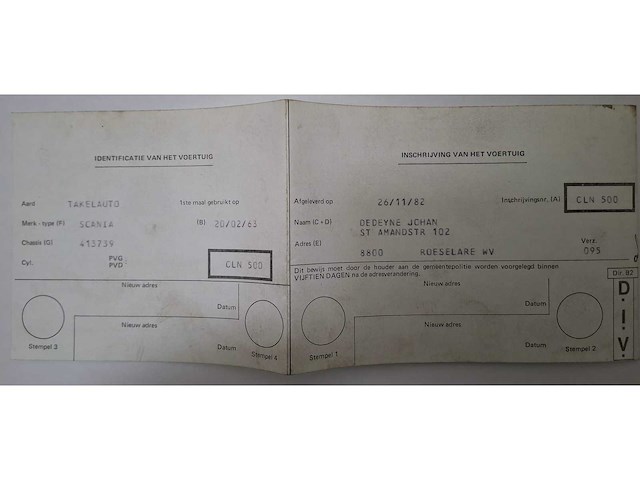 IDENTIFICATIE VAN HET VOERTUIG
Aard TAKELAUTO 1ste maal gebruikt op
Merk - type (F) SCANIA (B) 20/02/63
Chassis (G) 413239
Cyl. PVG PVD CLN 500
Nieuw adres
Datum
Nieuw adres
Datum
Stempel 3 Stempel 4
INSCHRIJVING VAN HET VOERTUIG
Afgeleverd op 26/11/82 Inschrijvingsnr. (A) CLN 500
Naam (C+D) DEDEYNE JOHAN
ST AMANDSTR 102
Adres (E) Verz.
8800 ROESELARE WV 095
Dit bewijs moet door de houder aan de gemeentepolitie worden voorgelegd binnen
VIJFTIEN DAGEN na de adresverandering.
Dir. B2
D.I.V.
Nieuw adres
Datum
Nieuw adres
Datum
Stempel 1 Stempel 2